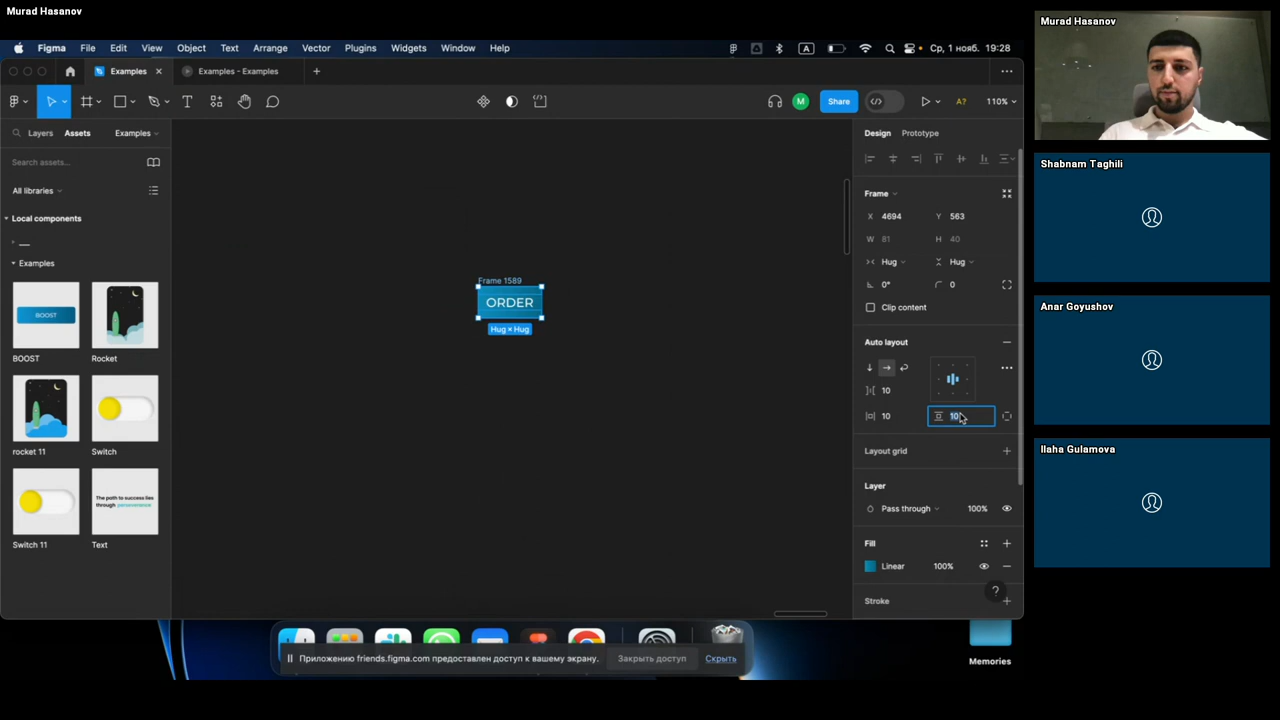 Murad Hasanov
Figma File Edit View Object Text Arrange Vector Plugins Widgets Window Help
A
Ср, 1 нояб. 19:28
Examples
Examples - Examples
M
Share
A?
110%
Layers Assets Examples
Search assets...
All libraries
Local components
Examples
BOOST
BOOST
Rocket
rocket 11
Switch
The path to success lies
through perseverance
Switch 11
Text
Frame 1589
ORDER
Hug × Hug
Design Prototype
Frame
X 4694 Y 563
W 81 H 40
Hug Hug
0° 0
Clip content
Auto layout
10
10 10
Layout grid
Layer
Pass through 100%
Fill
Linear 100%
?
Stroke
Приложению friends.figma.com предоставлен доступ к вашему экрану. Закрыть доступ Скрыть
Memories
Murad Hasanov
Shabnam Taghili
Anar Goyushov
Ilaha Gulamova